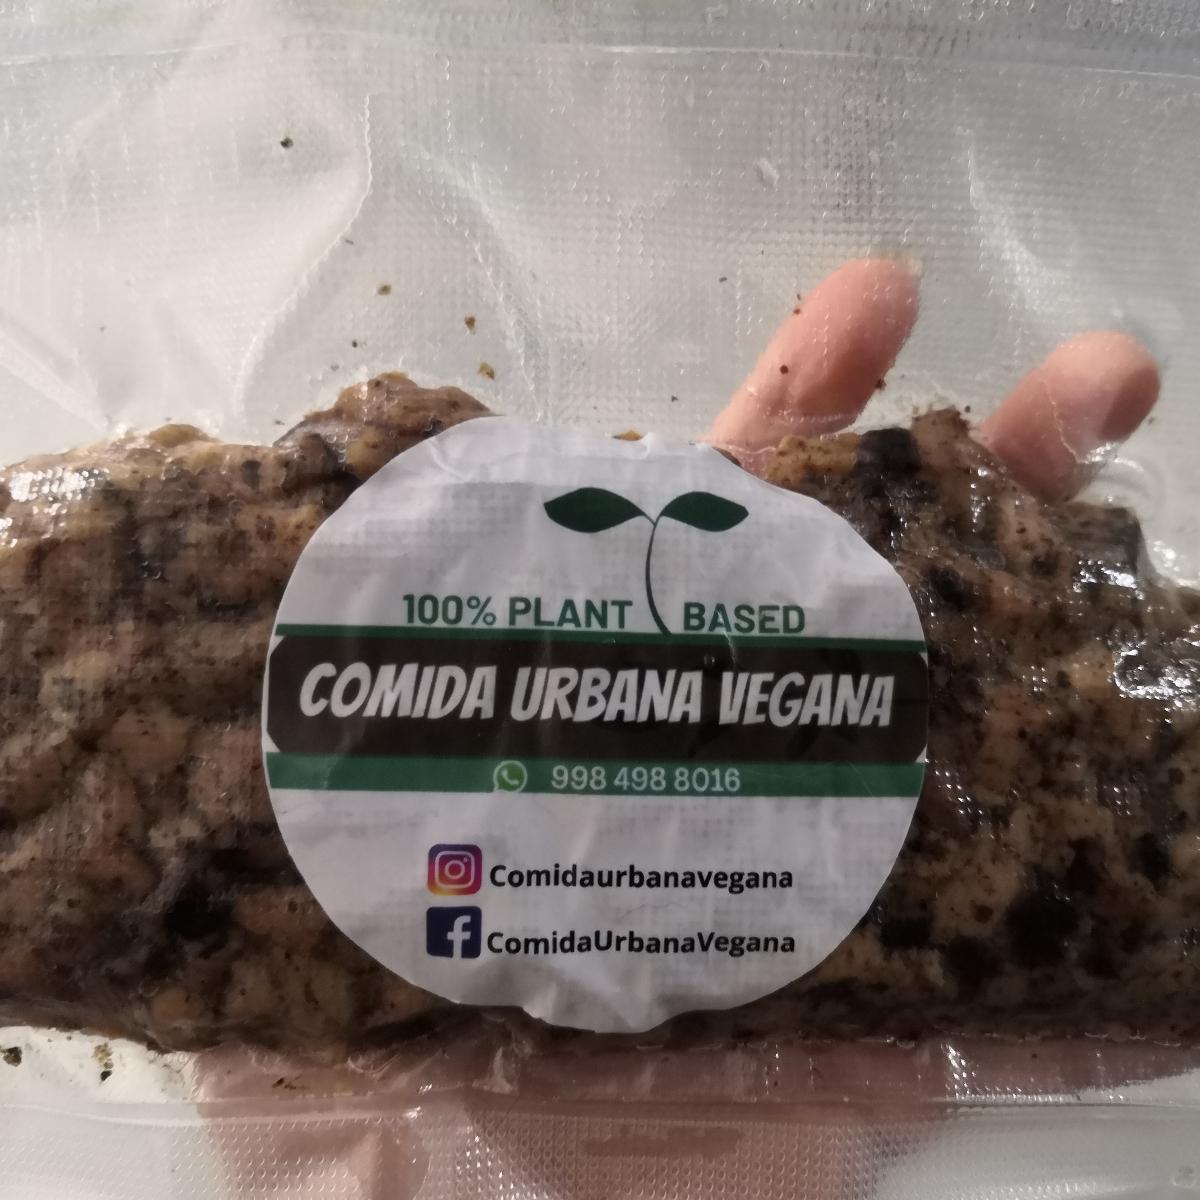 100% PLANT BASED
COMIDA URBANA VEGANA
998 498 8016
Comidaurbanavegana
ComidaUrbanaVegana